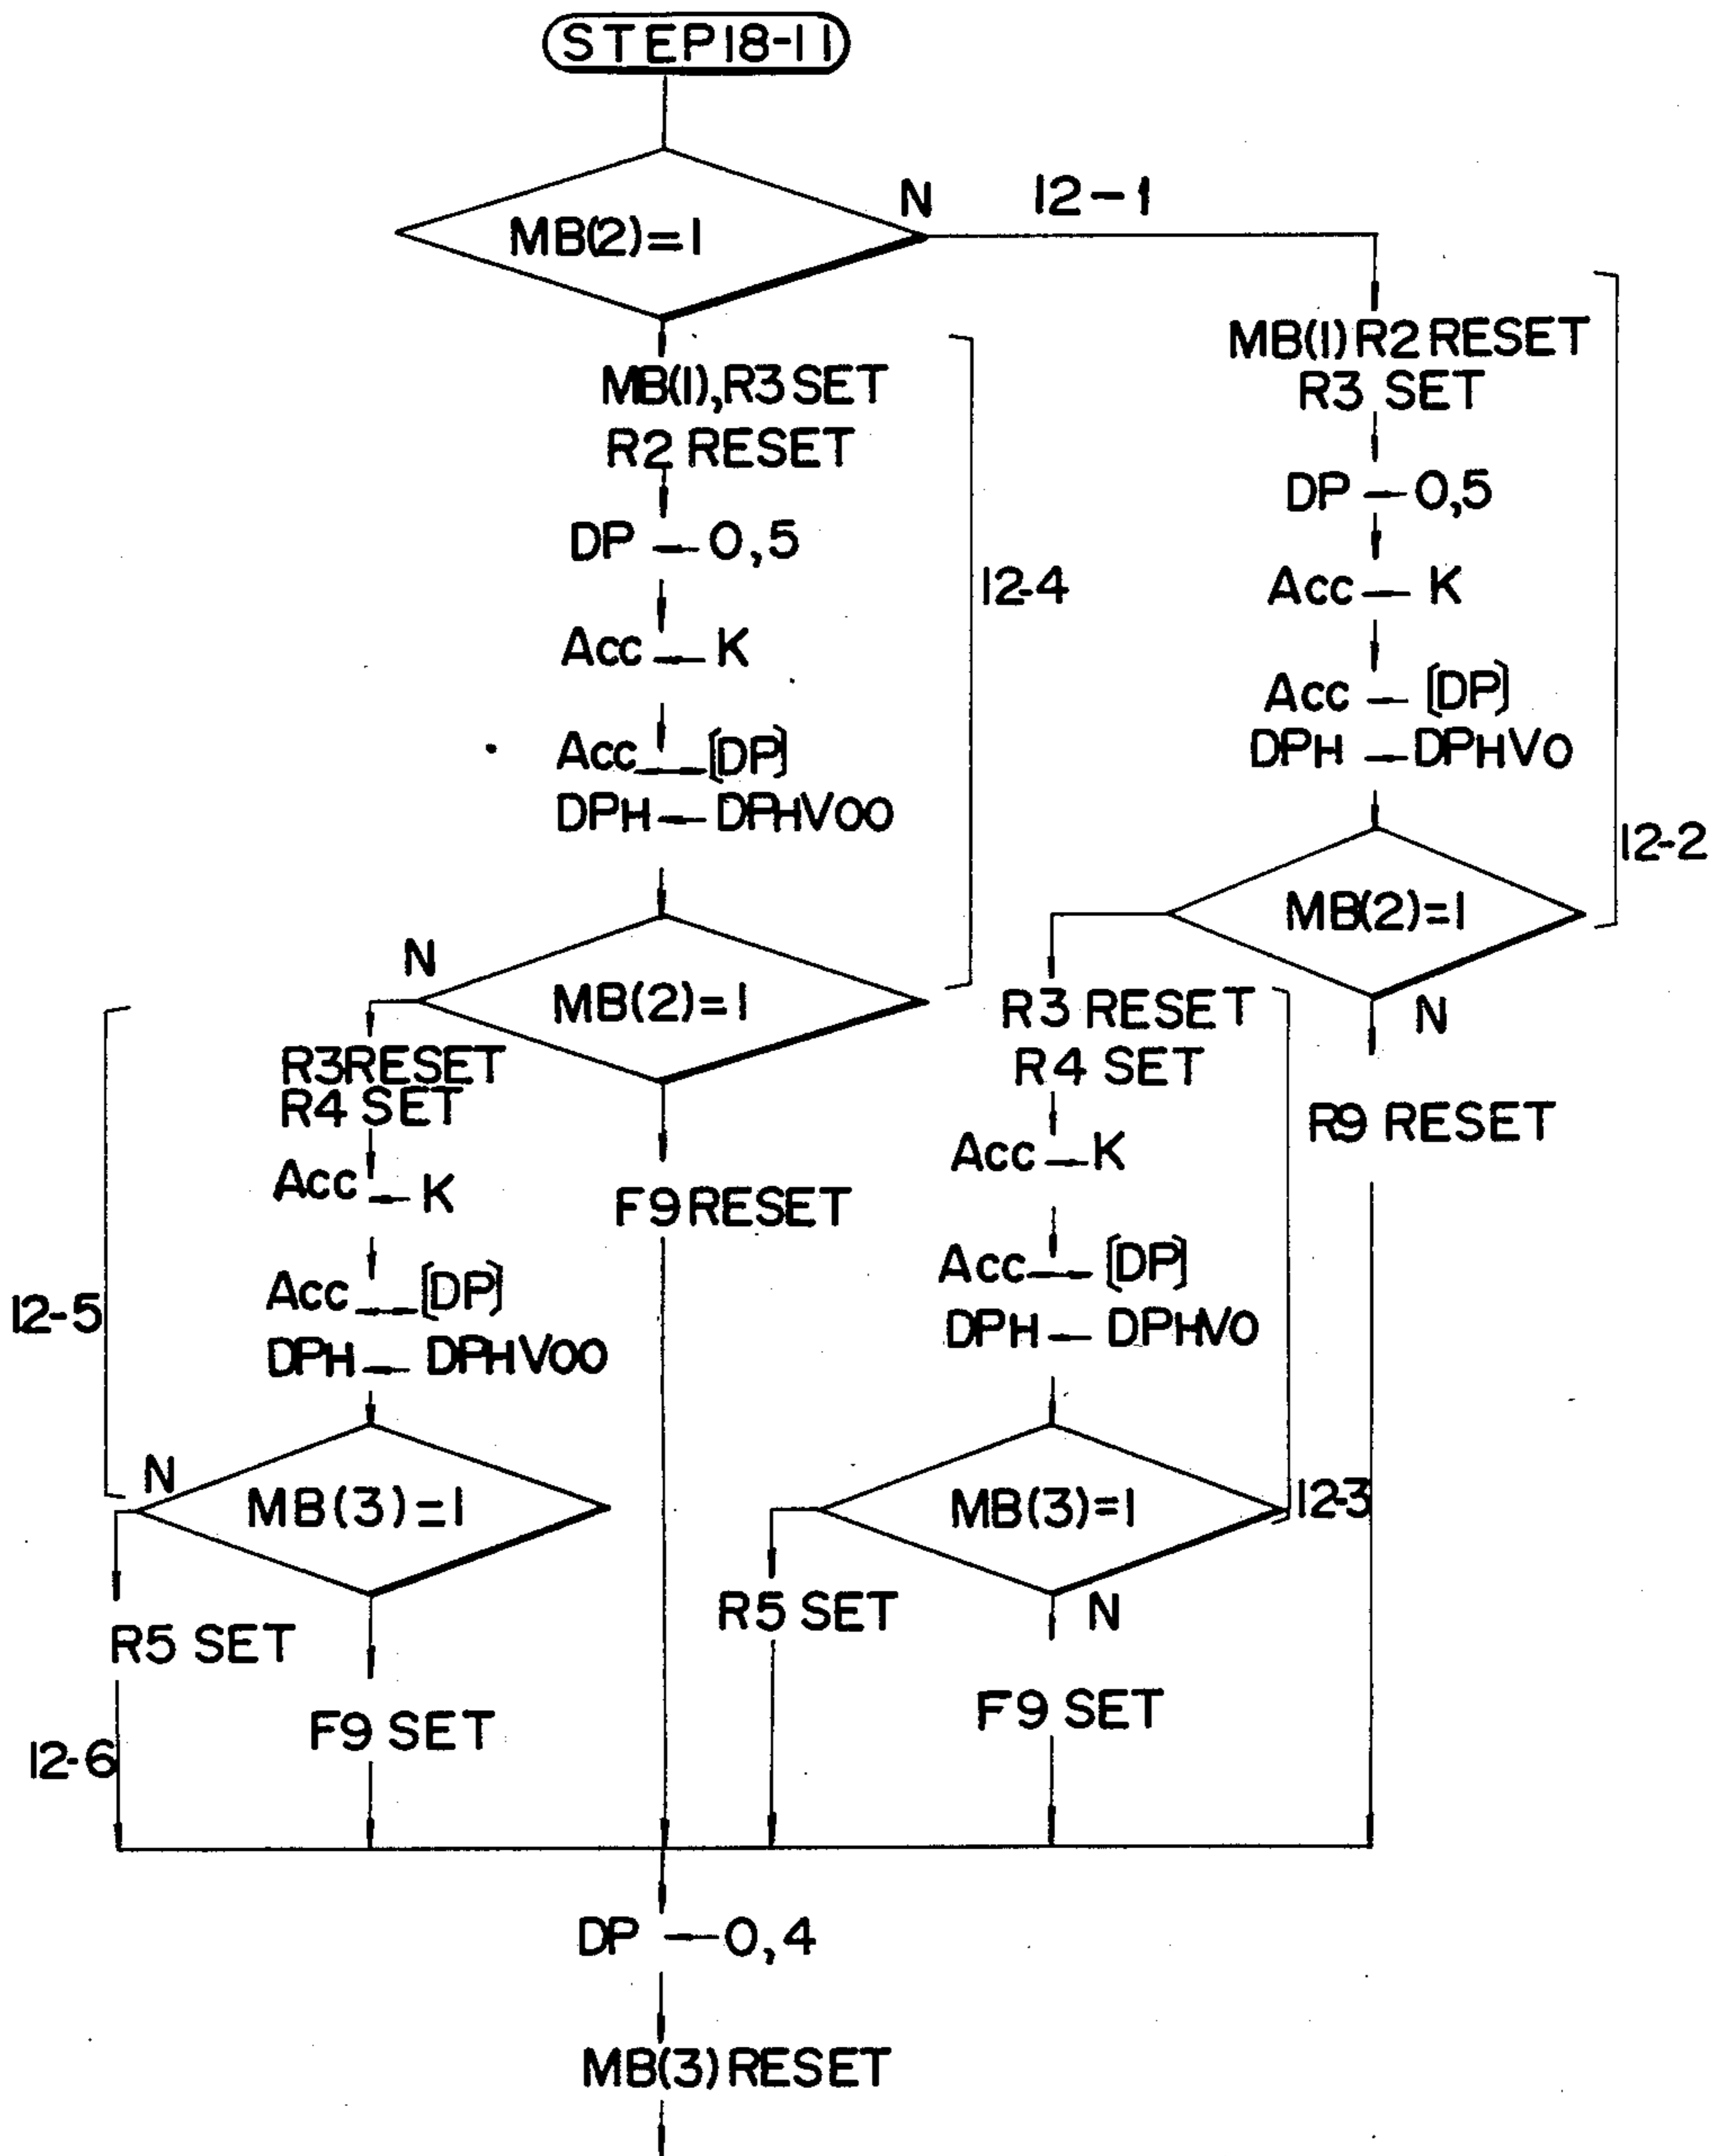 STEP18-11
MB(2)=1
N
12-1
MB(1),R3 SET
R2 RESET
DP ← 0,5
Acc ← K
Acc ← [DP]
DPH ← DPHV00
12-4
MB(1) R2 RESET
R3 SET
DP ← 0,5
Acc ← K
Acc ← [DP]
DPH ← DPHV0
12-2
MB(2)=1
N
MB(2)=1
N
R3 RESET
R4 SET
Acc ← K
Acc ← [DP]
DPH ← DPHV00
12-5
F9 RESET
R3 RESET
R4 SET
Acc ← K
Acc ← [DP]
DPH ← DPHV0
R9 RESET
N
MB(3)=1
MB(3)=1
12-3
N
R5 SET
F9 SET
12-6
R5 SET
F9 SET
DP ← 0,4
MB(3) RESET